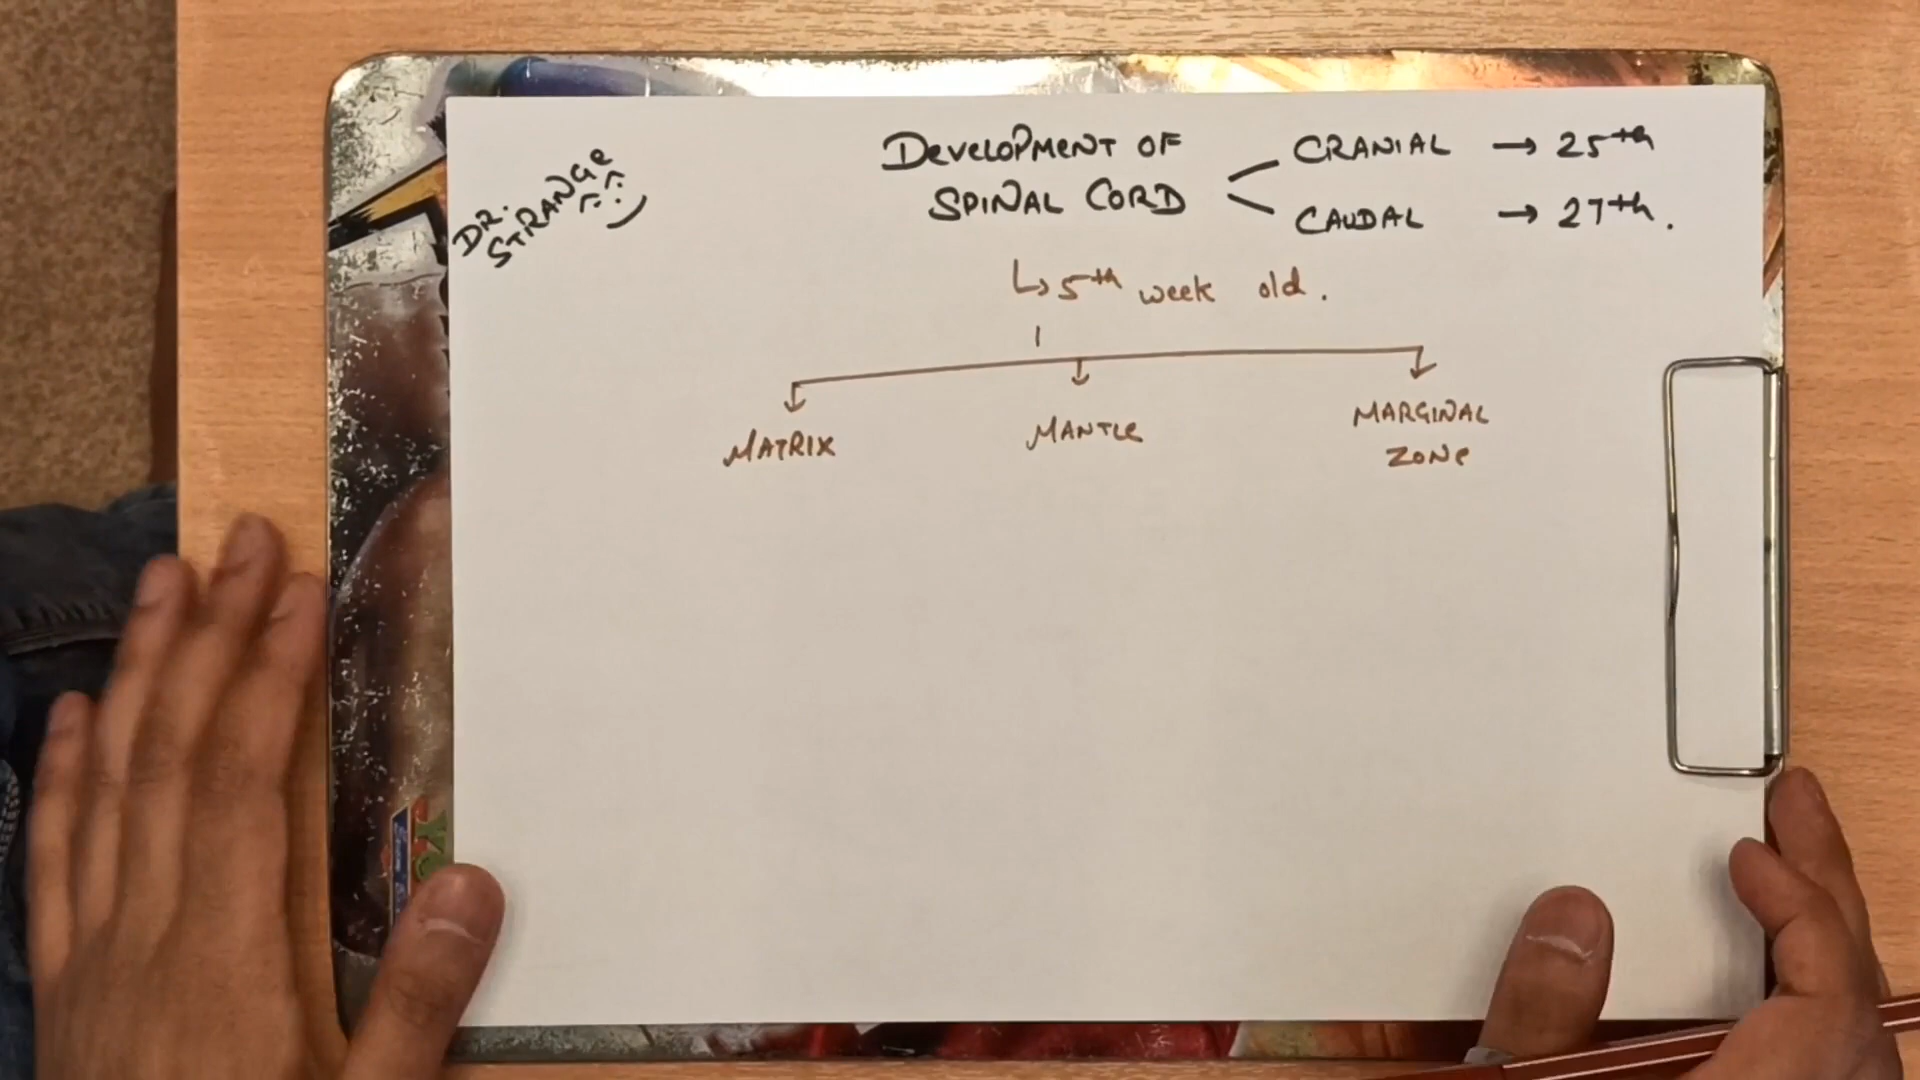 DR.
STRANGE
DEVELOPMENT OF
SPINAL CORD
CRANIAL → 25th
CAUDAL → 27th.
↳ 5th week old.
MATRIX
MANTLE
MARGINAL
ZONE